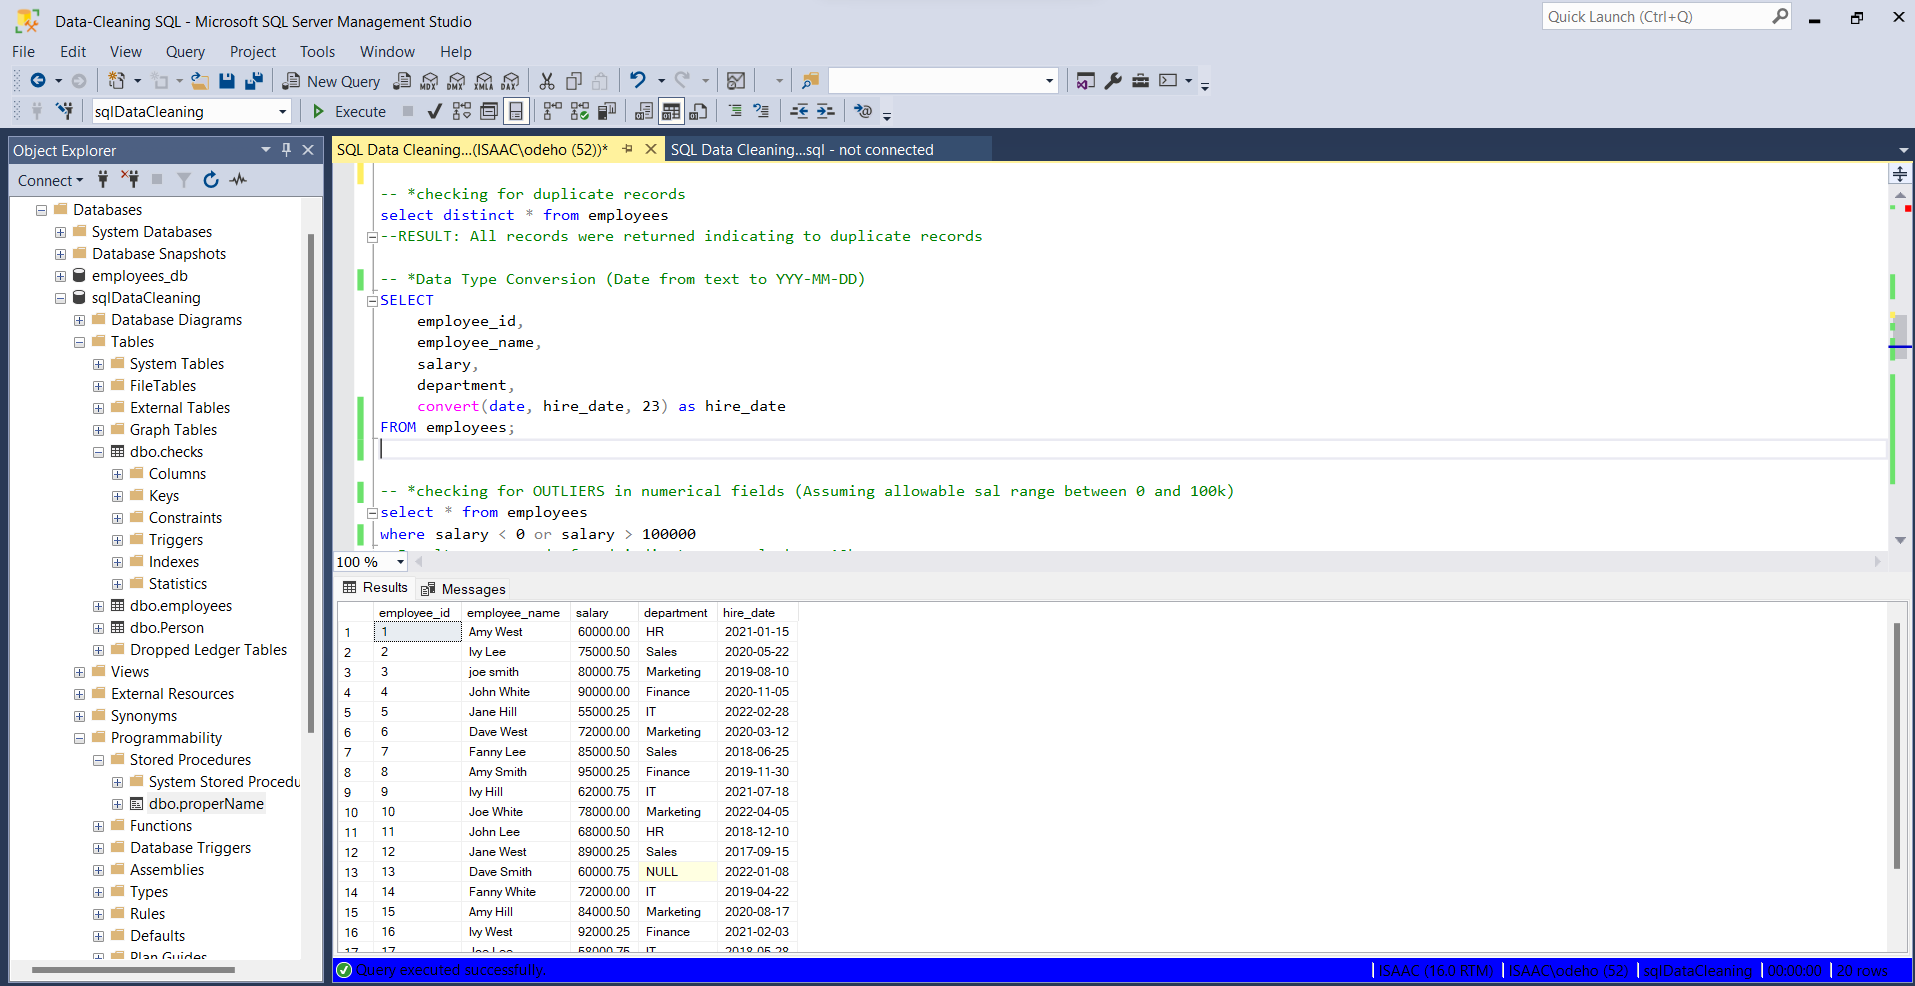 Data-Cleaning SQL - Microsoft SQL Server Management Studio
Quick Launch (Ctrl+Q)
File Edit View Query Project Tools Window Help
New Query MDX DMX XMLA DAX
sqlDataCleaning Execute
Object Explorer
Connect
Databases
System Databases
Database Snapshots
employees_db
sqlDataCleaning
Database Diagrams
Tables
System Tables
FileTables
External Tables
Graph Tables
dbo.checks
Columns
Keys
Constraints
Triggers
Indexes
Statistics
dbo.employees
dbo.Person
Dropped Ledger Tables
Views
External Resources
Synonyms
Programmability
Stored Procedures
System Stored Procedu
dbo.properName
Functions
Database Triggers
Assemblies
Types
Rules
Defaults
Plan Guides
SQL Data Cleaning...(ISAAC\odeho (52))* SQL Data Cleaning...sql - not connected
-- *checking for duplicate records
select distinct * from employees
--RESULT: All records were returned indicating to duplicate records
-- *Data Type Conversion (Date from text to YYY-MM-DD)
SELECT
employee_id,
employee_name,
salary,
department,
convert(date, hire_date, 23) as hire_date
FROM employees;
-- *checking for OUTLIERS in numerical fields (Assuming allowable sal range between 0 and 100k)
select * from employees
where salary < 0 or salary > 100000
100 %
Results Messages
employee_id employee_name salary department hire_date
1 1 Amy West 60000.00 HR 2021-01-15
2 2 Ivy Lee 75000.50 Sales 2020-05-22
3 3 joe smith 80000.75 Marketing 2019-08-10
4 4 John White 90000.00 Finance 2020-11-05
5 5 Jane Hill 55000.25 IT 2022-02-28
6 6 Dave West 72000.00 Marketing 2020-03-12
7 7 Fanny Lee 85000.50 Sales 2018-06-25
8 8 Amy Smith 95000.25 Finance 2019-11-30
9 9 Ivy Hill 62000.75 IT 2021-07-18
10 10 Joe White 78000.00 Marketing 2022-04-05
11 11 John Lee 68000.50 HR 2018-12-10
12 12 Jane West 89000.25 Sales 2017-09-15
13 13 Dave Smith 60000.75 NULL 2022-01-08
14 14 Fanny White 72000.00 IT 2019-04-22
15 15 Amy Hill 84000.50 Marketing 2020-08-17
16 16 Ivy West 92000.25 Finance 2021-02-03
17 17 Joe Lee 58000.75 IT 2018-05-28
Query executed successfully. ISAAC (16.0 RTM) ISAAC\odeho (52) sqlDataCleaning 00:00:00 20 rows